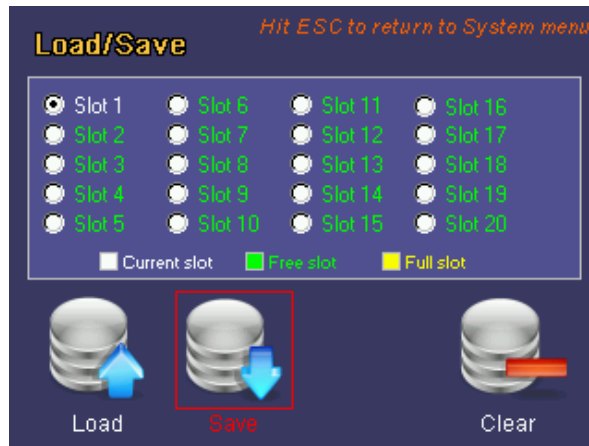 Hit ESC to return to System menu
Load/Save
Slot 1 Slot 6 Slot 11 Slot 16
Slot 2 Slot 7 Slot 12 Slot 17
Slot 3 Slot 8 Slot 13 Slot 18
Slot 4 Slot 9 Slot 14 Slot 19
Slot 5 Slot 10 Slot 15 Slot 20
Current slot Free slot Full slot
Load Save Clear